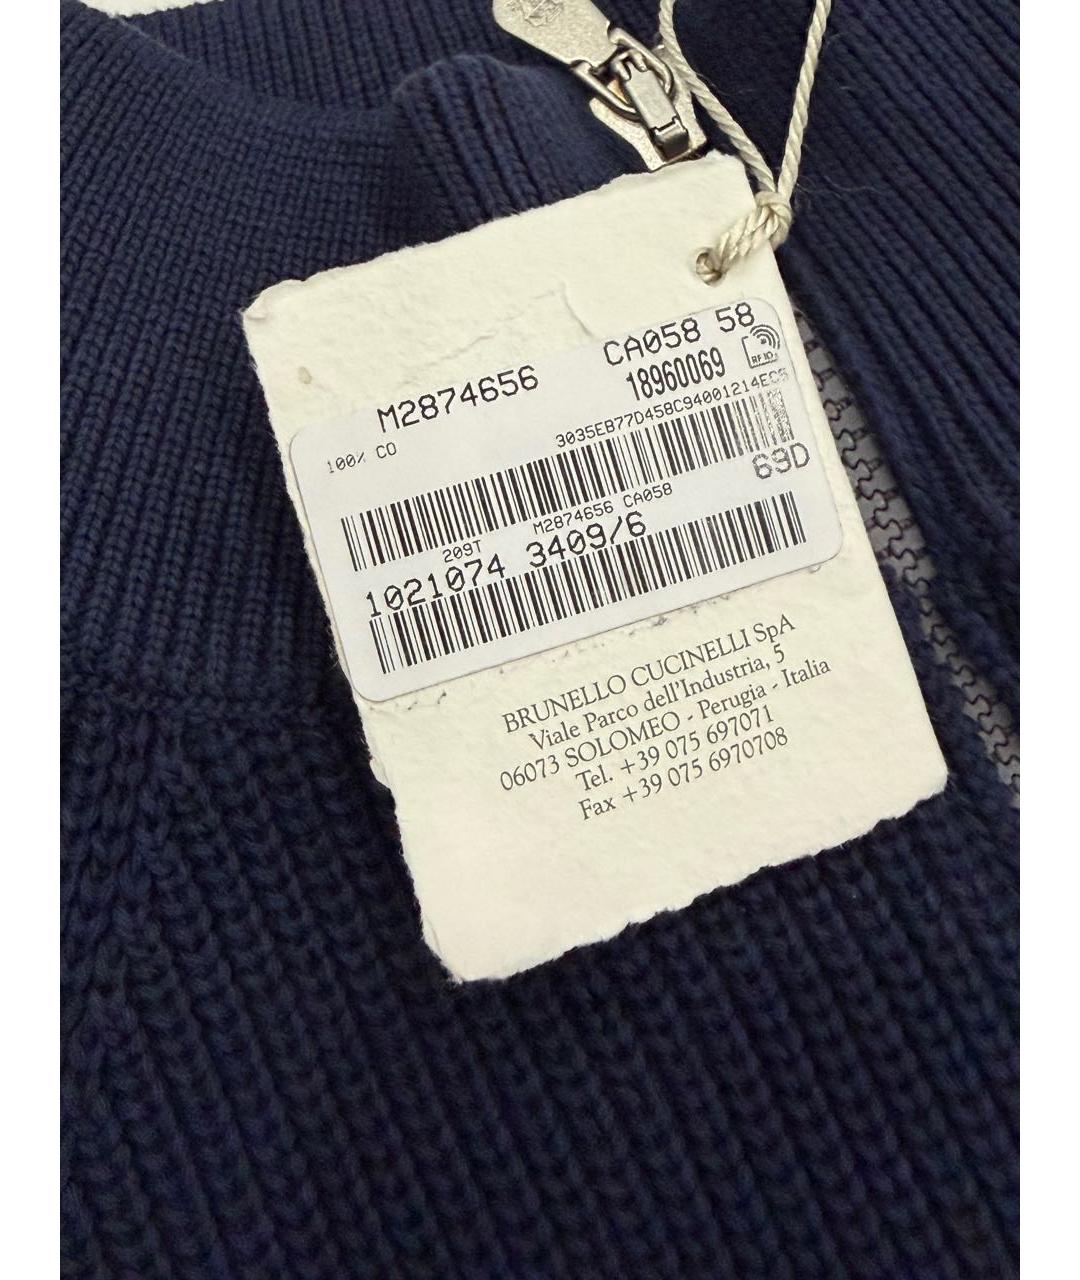 M2874656 CA058 58
18960069
RFID
100% CO 3035EB77D458C94001214EC5
69D
209T M2874656 CA058
1021074 3409/6
BRUNELLO CUCINELLI SpA
Viale Parco dell'Industria, 5
06073 SOLOMEO - Perugia - Italia
Tel. +39 075 697071
Fax +39 075 6970708